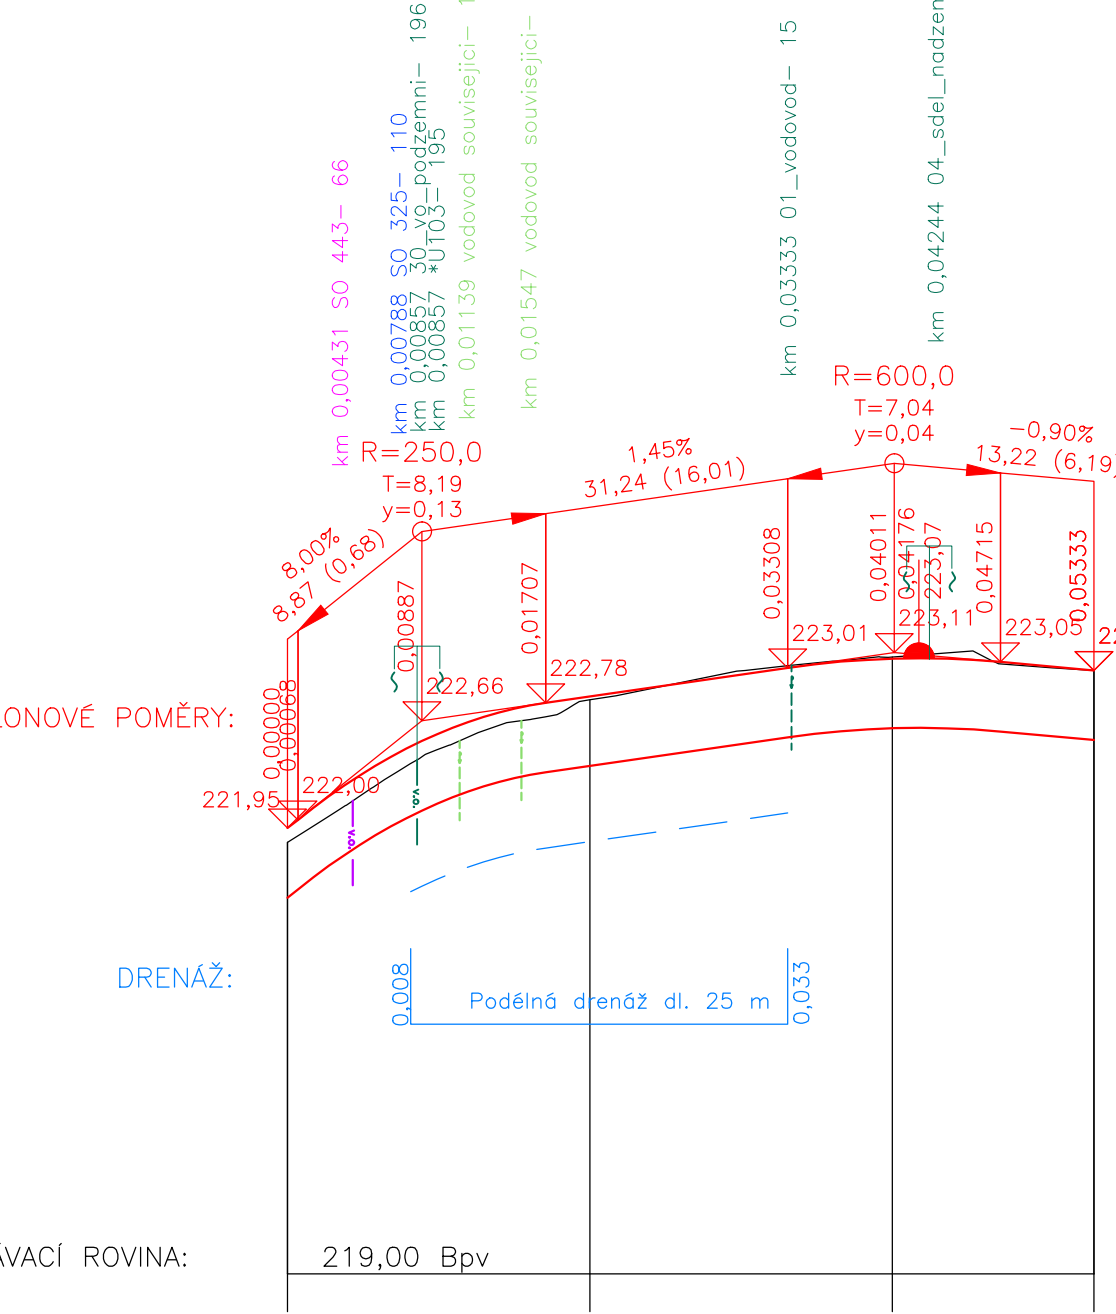 km 0,00431 SO 443– 66
km 0,00788 SO 325– 110
km 0,00857 30_vo_podzemni– 196
km 0,00857 *U103– 195
km 0,01139 vodovod souvisejici–
km 0,01547 vodovod souvisejici–
km 0,03333 01_vodovod– 15
km 0,04244 04_sdel_nadzen
R=250,0
T=8,19
y=0,13
R=600,0
T=7,04
y=0,04
8,00%
8,87 (0,68)
1,45%
31,24 (16,01)
–0,90%
13,22 (6,19)
0,00000
0,00068
0,00887
0,01707
0,03308
0,04011
0,04176
223,07
0,04715
0,05333
221,95
222,00
222,66
222,78
223,01
223,11
223,05
LONOVÉ POMĚRY:
v.o.
v.o.
DRENÁŽ:
0,008
Podélná drenáž dl. 25 m
0,033
ÁVACÍ ROVINA:
219,00 Bpv